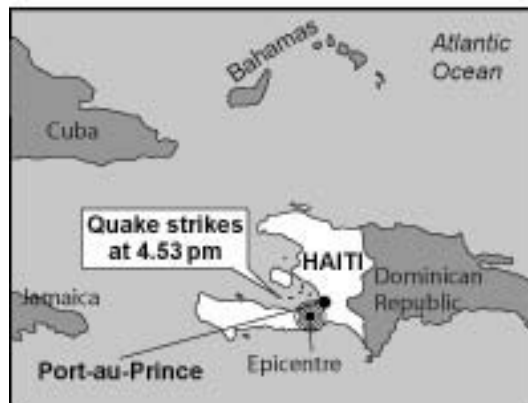 Bahamas
Atlantic
Ocean
Cuba
Quake strikes
at 4.53 pm
HAITI
Dominican
Republic
Jamaica
Port-au-Prince
Epicentre